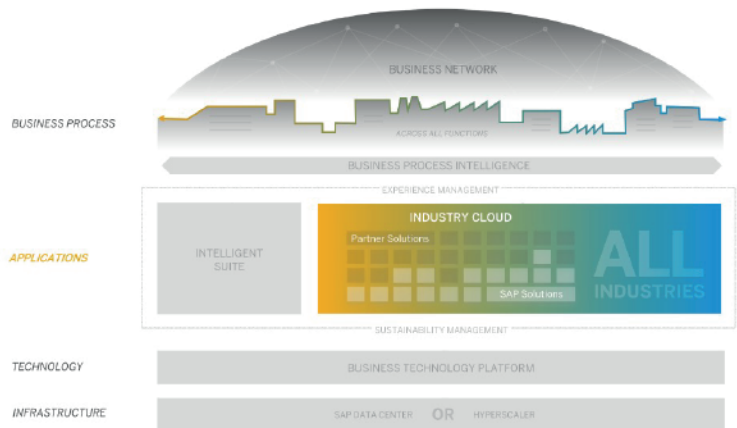 BUSINESS NETWORK
BUSINESS PROCESS
ACROSS ALL FUNCTIONS
BUSINESS PROCESS INTELLIGENCE
EXPERIENCE MANAGEMENT
APPLICATIONS
INTELLIGENT
SUITE
INDUSTRY CLOUD
Partner Solutions
SAP Solutions
ALL
INDUSTRIES
SUSTAINABILITY MANAGEMENT
TECHNOLOGY
BUSINESS TECHNOLOGY PLATFORM
INFRASTRUCTURE
SAP DATA CENTER OR HYPERSCALER